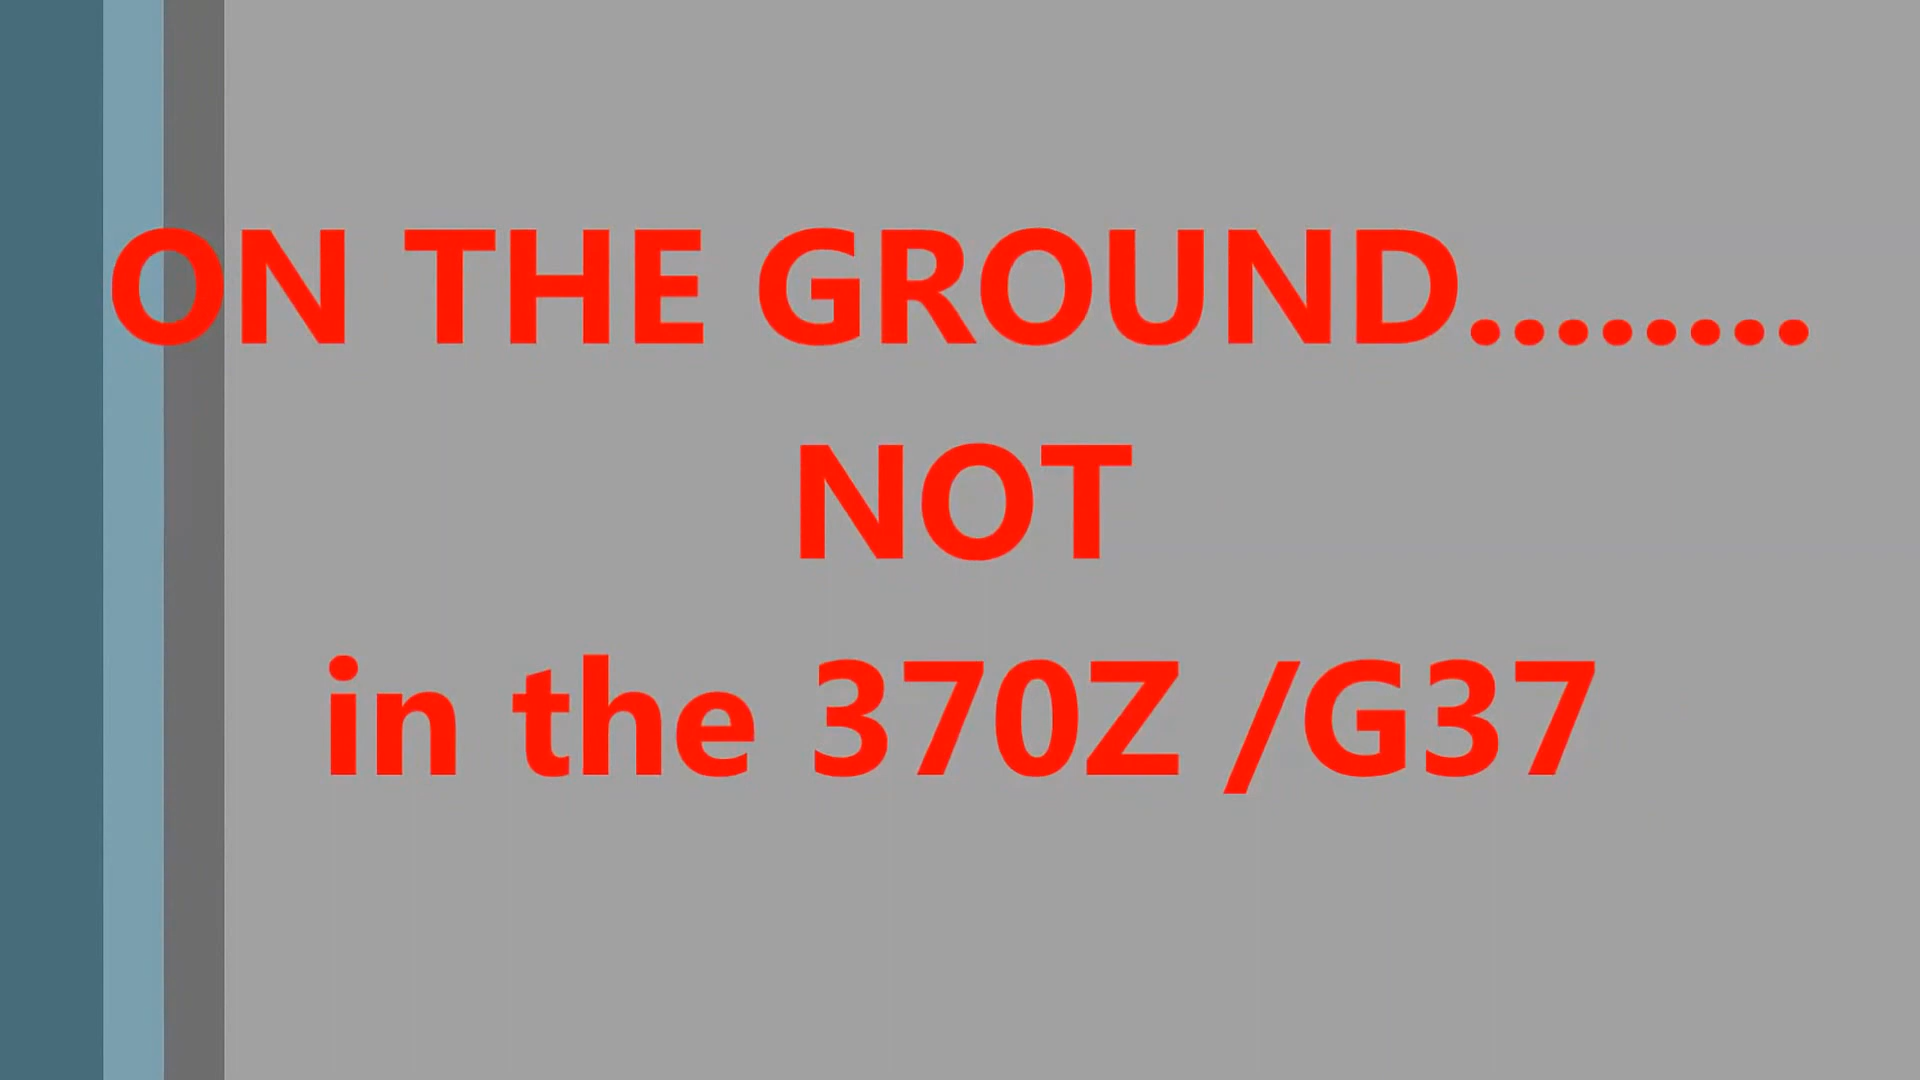 ON THE GROUND........
NOT
in the 370Z /G37